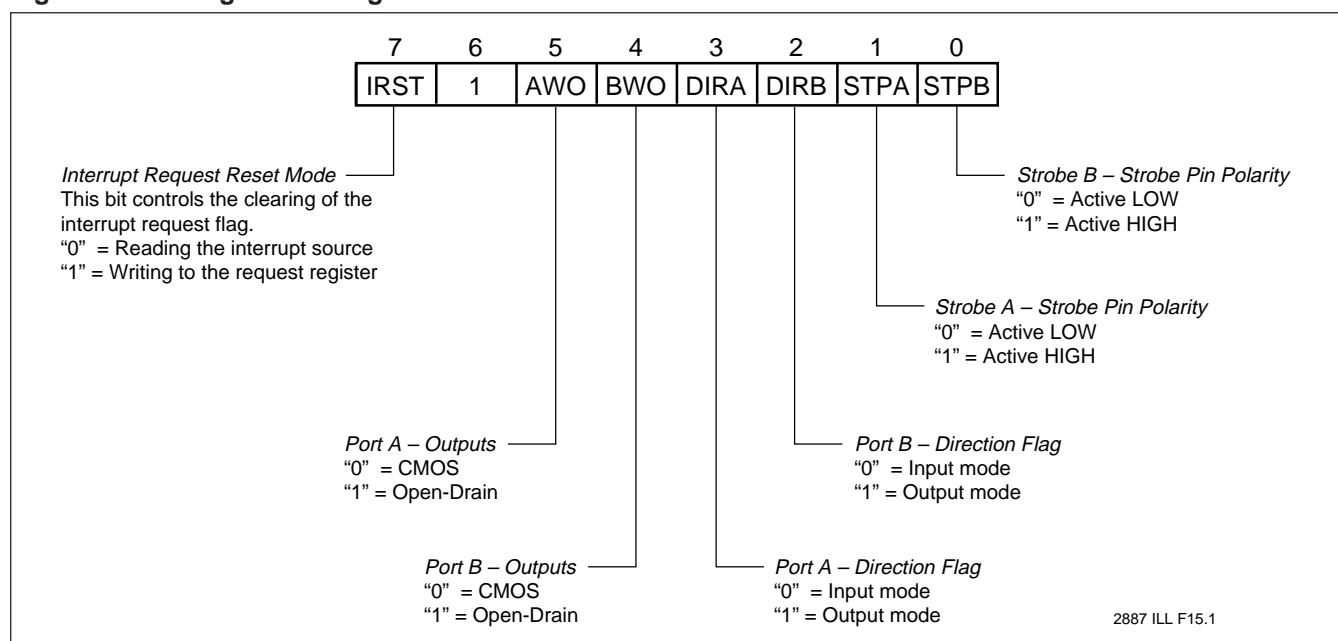 7 6 5 4 3 2 1 0
IRST 1 AWO BWO DIRA DIRB STPA STPB
Interrupt Request Reset Mode
This bit controls the clearing of the
interrupt request flag.
“0” = Reading the interrupt source
“1” = Writing to the request register
Strobe B – Strobe Pin Polarity
“0” = Active LOW
“1” = Active HIGH
Strobe A – Strobe Pin Polarity
“0” = Active LOW
“1” = Active HIGH
Port A – Outputs
“0” = CMOS
“1” = Open-Drain
Port B – Direction Flag
“0” = Input mode
“1” = Output mode
Port B – Outputs
“0” = CMOS
“1” = Open-Drain
Port A – Direction Flag
“0” = Input mode
“1” = Output mode
2887 ILL F15.1